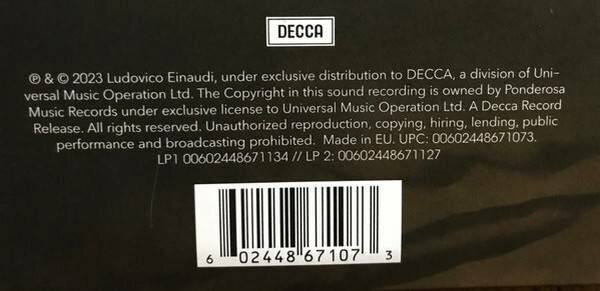 DECCA
℗ & © 2023 Ludovico Einaudi, under exclusive distribution to DECCA, a division of Uni-
versal Music Operation Ltd. The Copyright in this sound recording is owned by Ponderosa
Music Records under exclusive license to Universal Music Operation Ltd. A Decca Record
Release. All rights reserved. Unauthorized reproduction, copying, hiring, lending, public
performance and broadcasting prohibited. Made in EU. UPC: 00602448671073.
LP1 00602448671134 // LP 2: 00602448671127
6 02448 67107 3